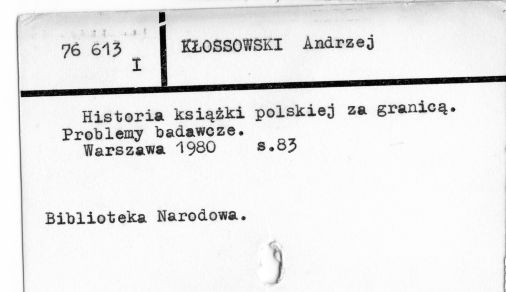 76 613
I
KŁOSSOWSKI Andrzej
Historia książki polskiej za granicą.
Problemy badawcze.
Warszawa 1980 s.83
Biblioteka Narodowa.